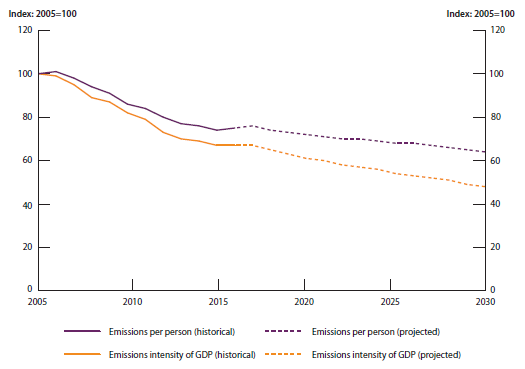 Index: 2005=100 Index: 2005=100
120 120
100 100
80 80
60 60
40 40
20 20
0 0
2005 2010 2015 2020 2025 2030
Emissions per person (historical) Emissions per person (projected)
Emissions intensity of GDP (historical) Emissions intensity of GDP (projected)